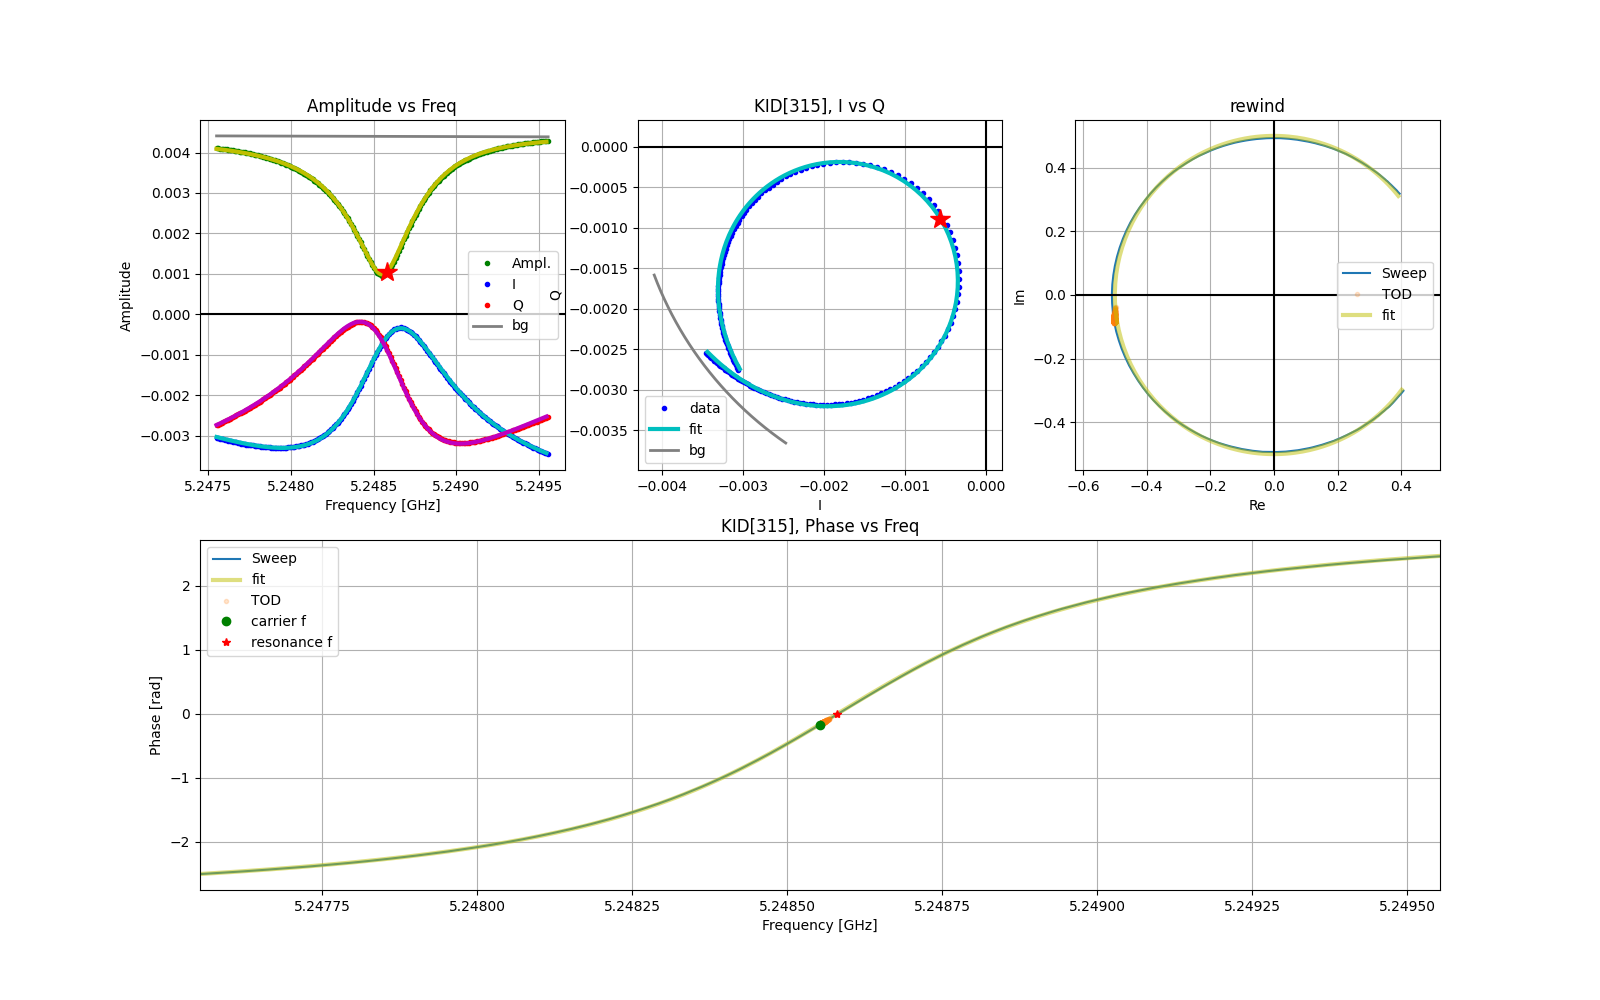 Amplitude vs Freq
Amplitude
0.004
0.003
0.002
0.001
0.000
−0.001
−0.002
−0.003
Ampl.
I
Q
bg
5.2475 5.2480 5.2485 5.2490 5.2495
Frequency [GHz]
KID[315], I vs Q
Q
0.0000
−0.0005
−0.0010
−0.0015
−0.0020
−0.0025
−0.0030
−0.0035
data
fit
bg
−0.004 −0.003 −0.002 −0.001 0.000
I
rewind
Im
0.4
0.2
0.0
−0.2
−0.4
Sweep
TOD
fit
−0.6 −0.4 −0.2 0.0 0.2 0.4
Re
KID[315], Phase vs Freq
Phase [rad]
2
1
0
−1
−2
Sweep
fit
TOD
carrier f
resonance f
5.24775 5.24800 5.24825 5.24850 5.24875 5.24900 5.24925 5.24950
Frequency [GHz]